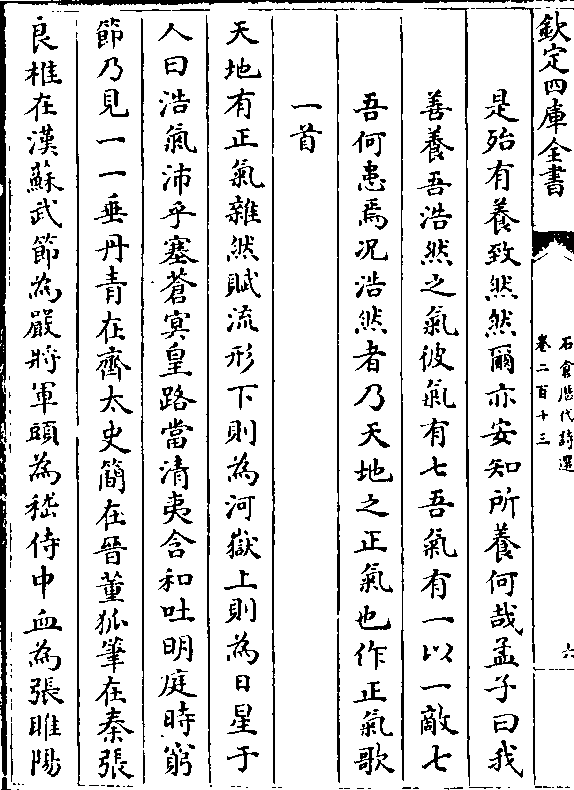 欽定四庫全書
石倉歷代詩選
卷二百十三
六
是殆有養致然然爾亦安知所養何哉孟子曰我
善養吾浩然之氣彼氣有七吾氣有一以一敵七
吾何患焉况浩然者乃天地之正氣也作正氣歌
一首
天地有正氣雜然賦流形下則為河嶽上則為日星于
人曰浩氣沛乎塞蒼冥皇路當清夷含和吐明庭時窮
節乃見一一垂丹青在齊太史簡在晉董狐筆在秦張
良椎在漢蘇武節為嚴將軍頭為嵇侍中血為張睢陽